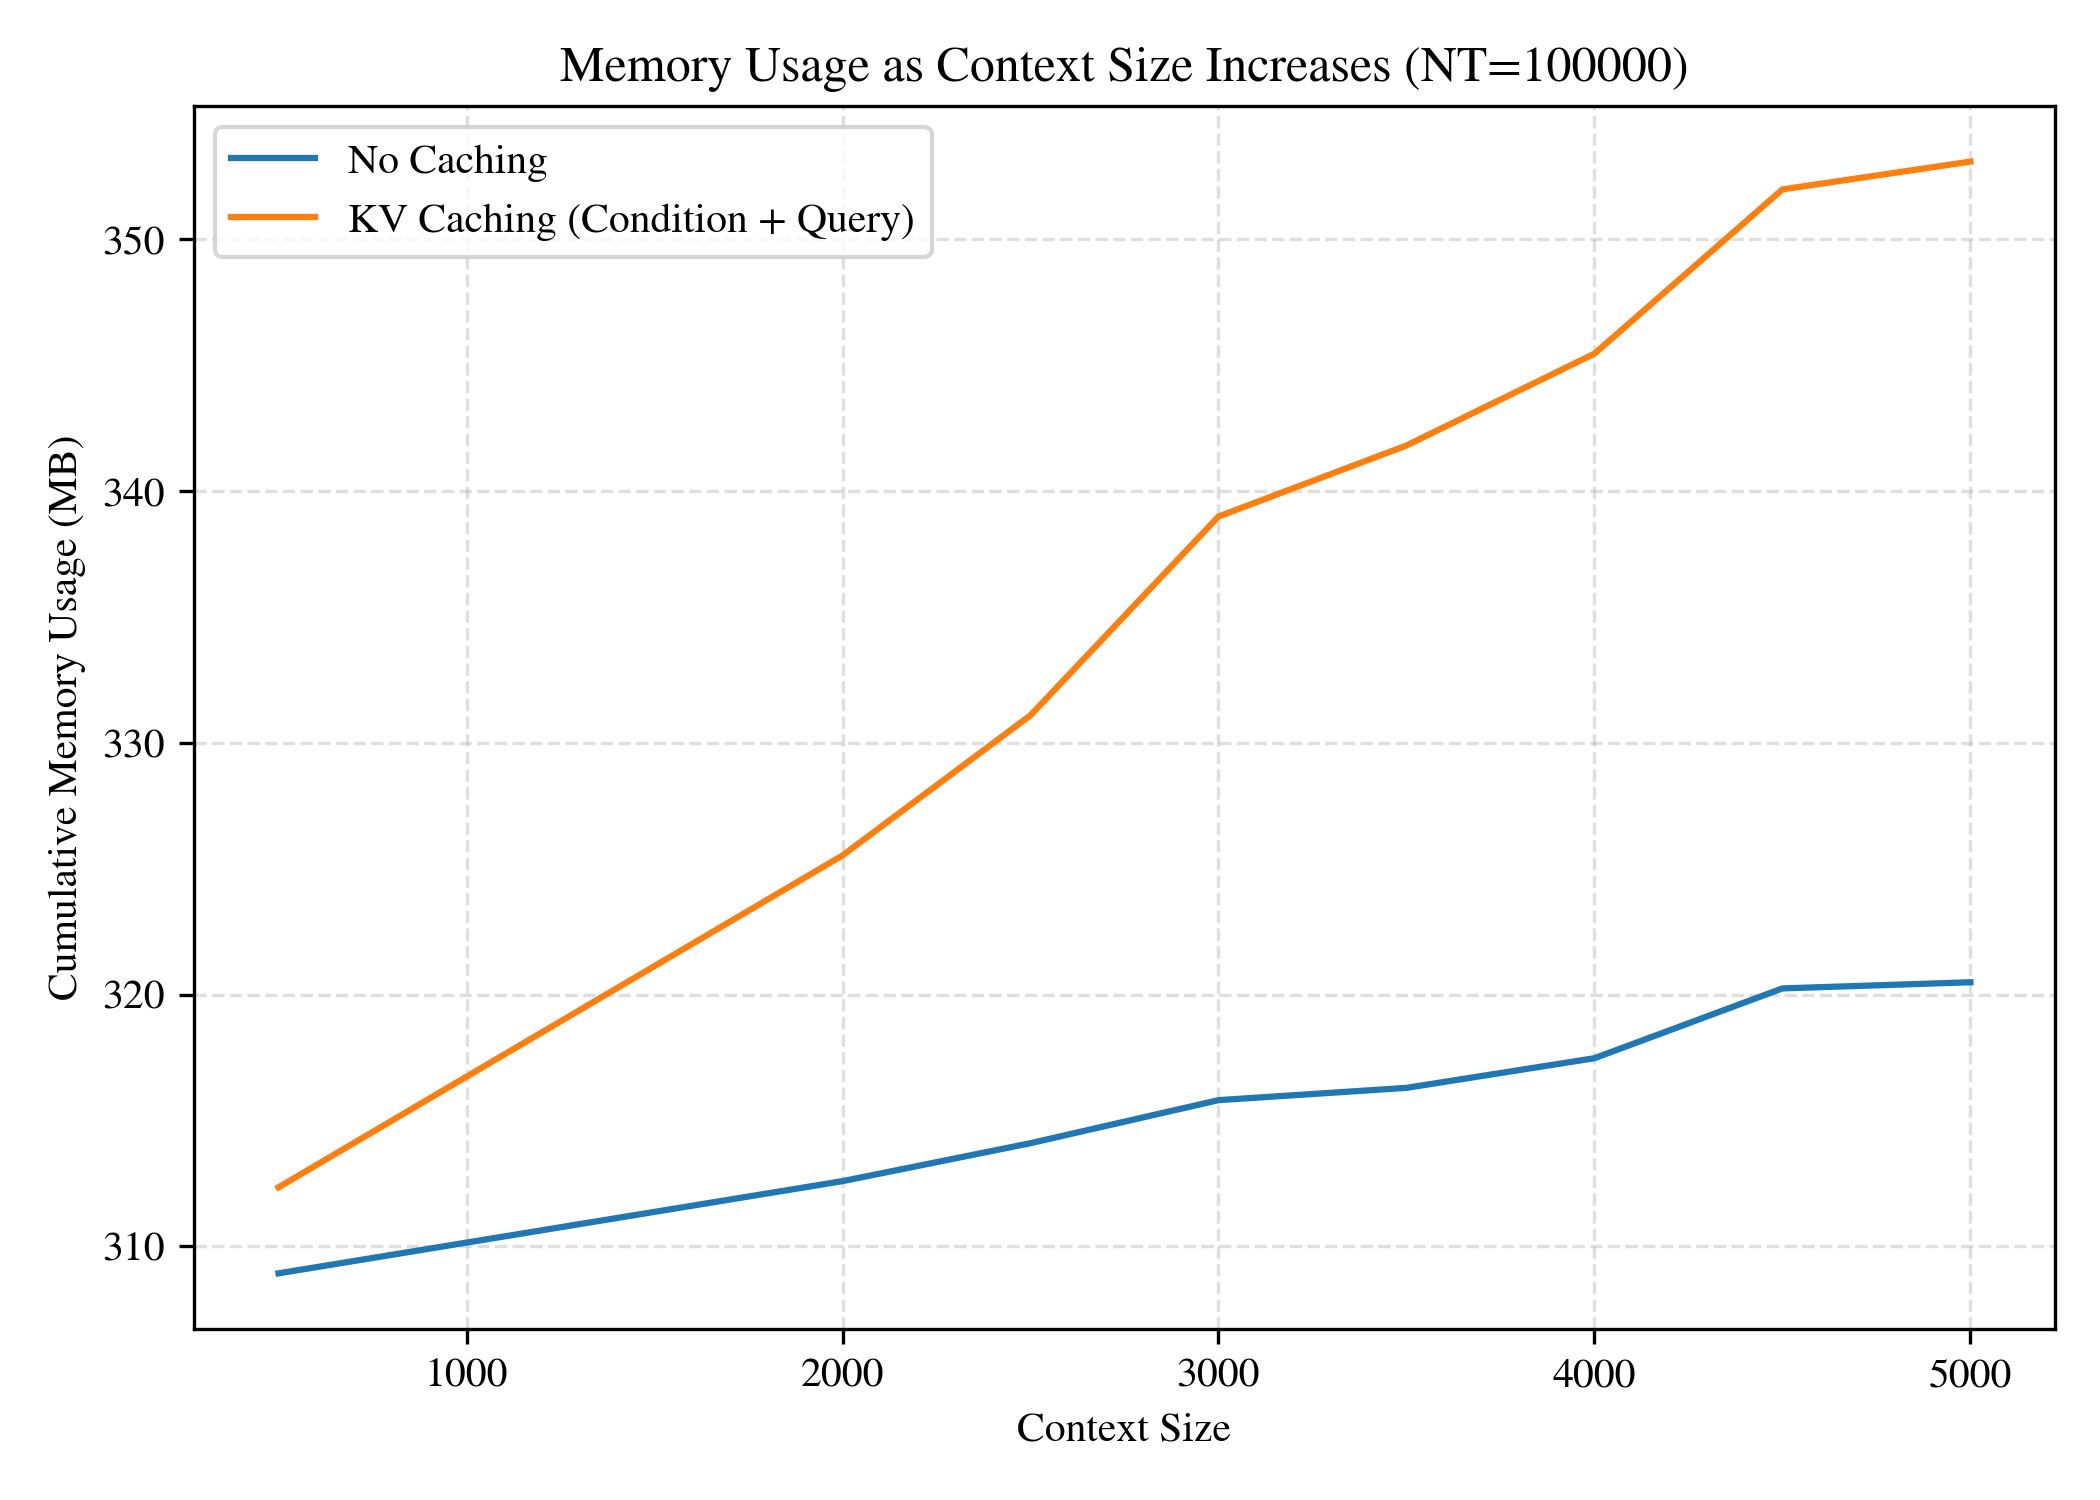 Memory Usage as Context Size Increases (NT=100000)
No Caching
KV Caching (Condition + Query)
Cumulative Memory Usage (MB)
350
340
330
320
310
1000 2000 3000 4000 5000
Context Size